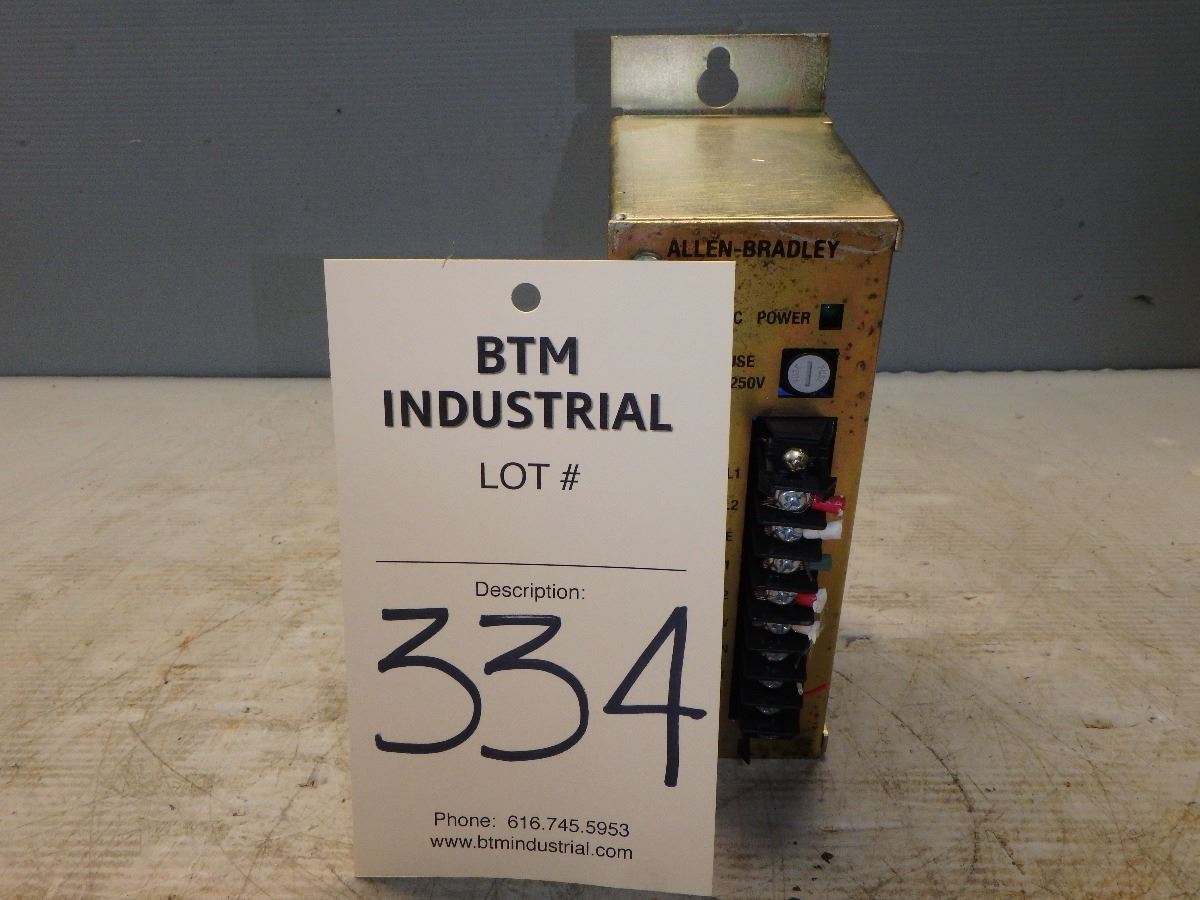 ALLEN-BRADLEY
POWER
250V
BTM
INDUSTRIAL
LOT #
Description:
334
Phone: 616.745.5953
www.btmindustrial.com